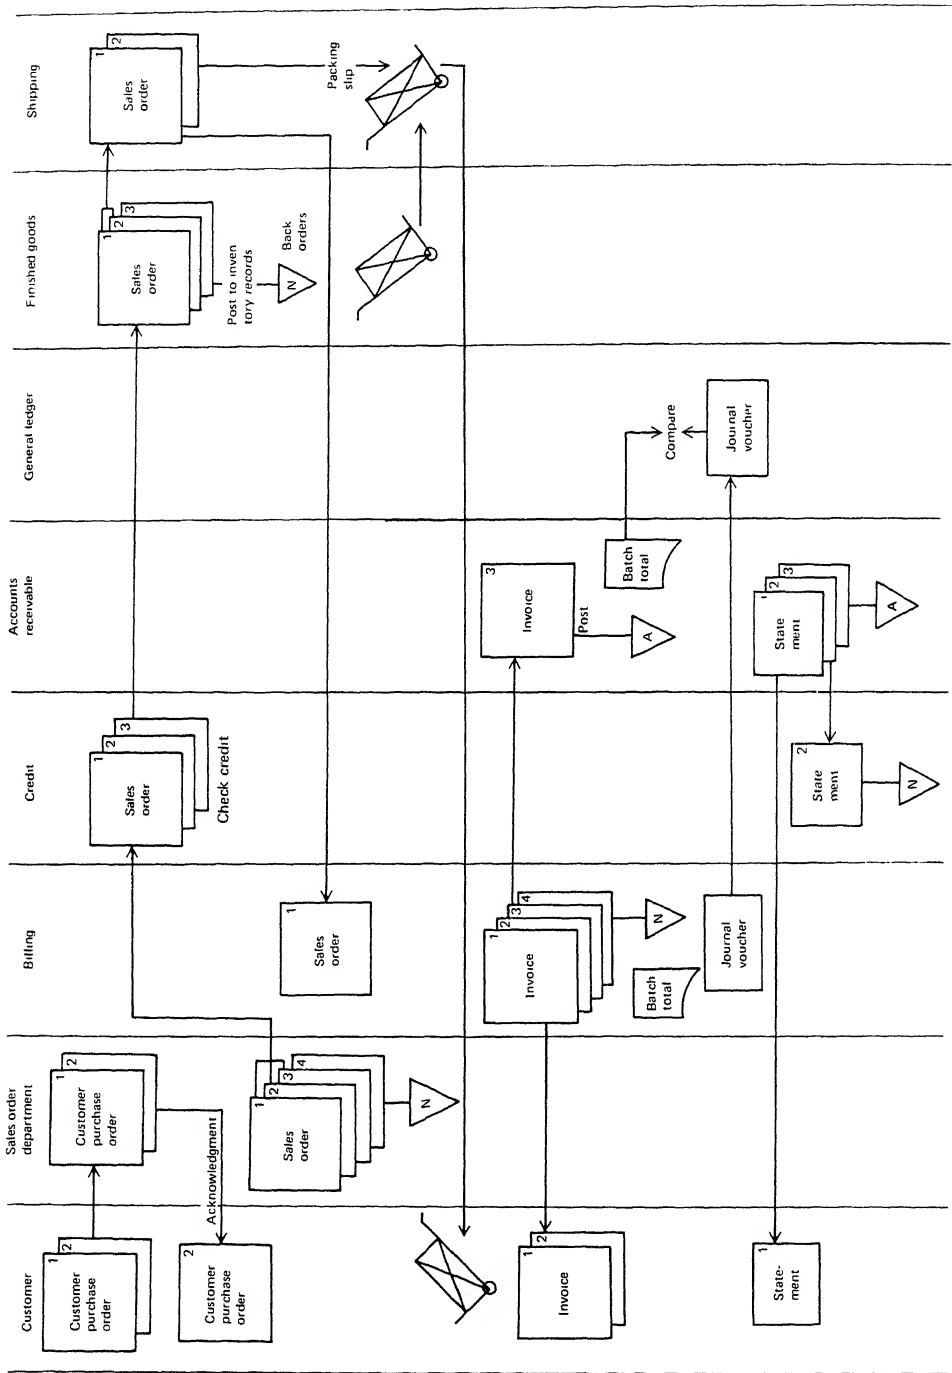 Customer
Sales order
department
Billing
Credit
Accounts
receivable
General ledger
Finished goods
Shipping
1
2
Customer
purchase
order
1
2
Customer
purchase
order
Acknowledgment
2
Customer
purchase
order
1
2
3
4
Sales
order
N
1
2
3
Sales
order
Check credit
1
2
3
Sales
order
Post to inven
tory records
N
Back
orders
1
2
Sales
order
Packing
slip
1
Sales
order
1
2
3
4
Invoice
N
1
2
Invoice
3
Invoice
Post
A
Batch
total
Batch
total
Compare
Journal
voucher
Journal
voucher
1
State-
ment
2
3
State
ment
A
2
State
ment
N